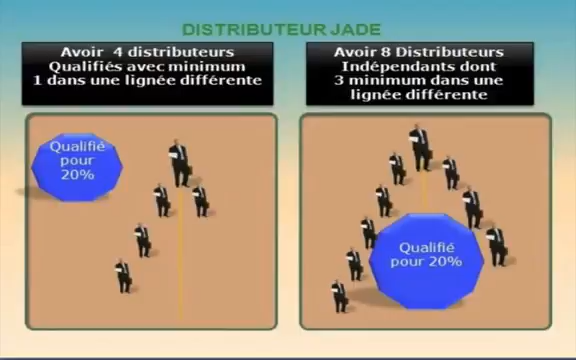 DISTRIBUTEUR JADE
Avoir 4 distributeurs
Qualifiés avec minimum
1 dans une lignée différente
Avoir 8 Distributeurs
Indépendants dont
3 minimum dans une
lignée différente
Qualifié
pour
20%
Qualifié
pour 20%